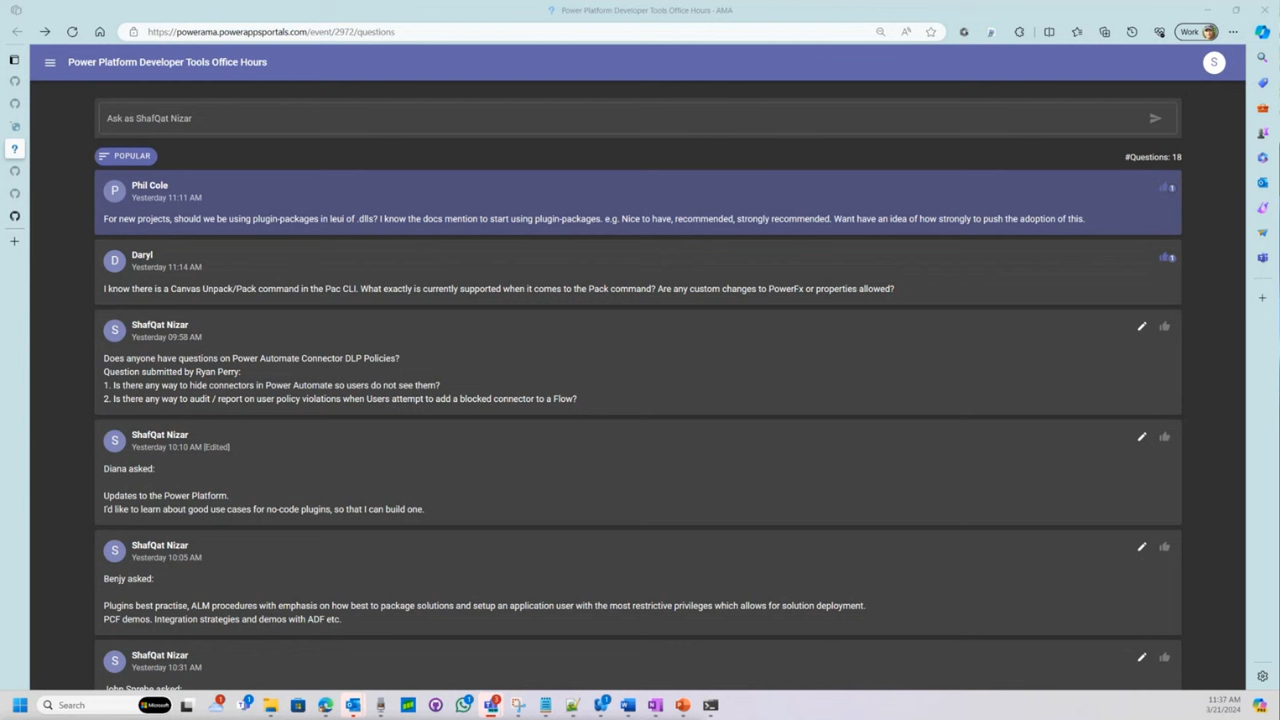 Power Platform Developer Tools Office Hours - AMA
https://powerama.powerappsportals.com/event/2972/questions
Work
Power Platform Developer Tools Office Hours
S
Ask as ShafQat Nizar
POPULAR
#Questions: 18
P
Phil Cole
Yesterday 11:11 AM
1
For new projects, should we be using plugin-packages in leui of .dlls? I know the docs mention to start using plugin-packages. e.g. Nice to have, recommended, strongly recommended. Want have an idea of how strongly to push the adoption of this.
D
Daryl
Yesterday 11:14 AM
1
I know there is a Canvas Unpack/Pack command in the Pac CLI. What exactly is currently supported when it comes to the Pack command? Are any custom changes to PowerFx or properties allowed?
S
ShafQat Nizar
Yesterday 09:58 AM
Does anyone have questions on Power Automate Connector DLP Policies?
Question submitted by Ryan Perry:
1. Is there any way to hide connectors in Power Automate so users do not see them?
2. Is there any way to audit / report on user policy violations when Users attempt to add a blocked connector to a Flow?
S
ShafQat Nizar
Yesterday 10:10 AM [Edited]
Diana asked:
Updates to the Power Platform.
I'd like to learn about good use cases for no-code plugins, so that I can build one.
S
ShafQat Nizar
Yesterday 10:05 AM
Benjy asked:
Plugins best practise, ALM procedures with emphasis on how best to package solutions and setup an application user with the most restrictive privileges which allows for solution deployment.
PCF demos. Integration strategies and demos with ADF etc.
S
ShafQat Nizar
Yesterday 10:31 AM
John Sprehe asked:
Search
Microsoft
11:37 AM
3/21/2024